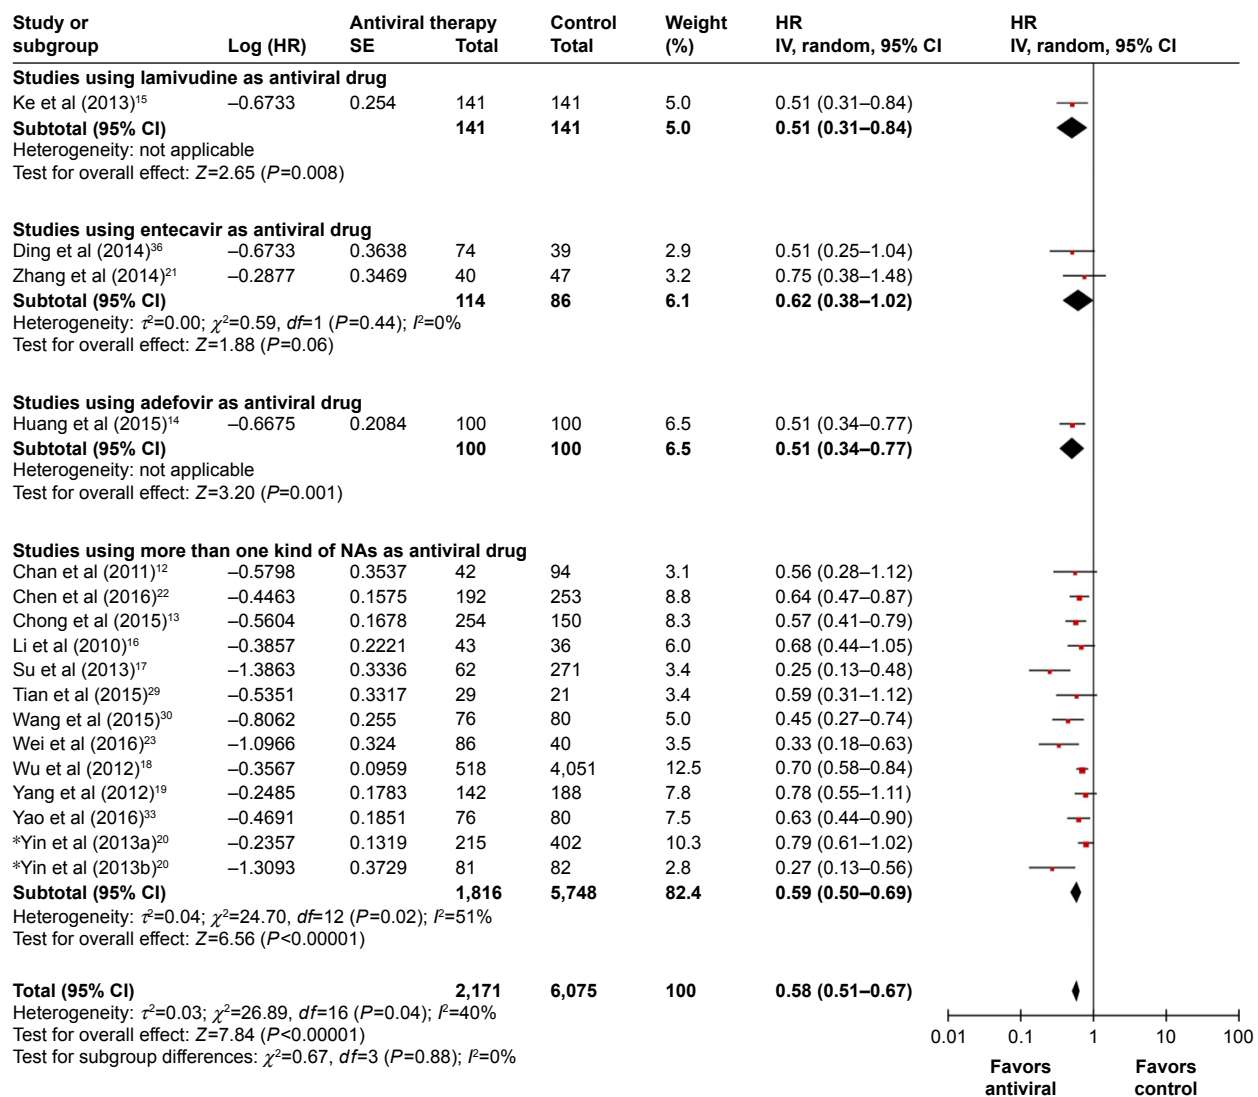 Study or Antiviral therapy Control Weight HR HR
subgroup Log (HR) SE Total Total (%) IV, random, 95% CI IV, random, 95% CI
Studies using lamivudine as antiviral drug
Ke et al (2013)¹⁵ –0.6733 0.254 141 141 5.0 0.51 (0.31–0.84)
Subtotal (95% CI) 141 141 5.0 0.51 (0.31–0.84)
Heterogeneity: not applicable
Test for overall effect: Z=2.65 (P=0.008)
Studies using entecavir as antiviral drug
Ding et al (2014)³⁶ –0.6733 0.3638 74 39 2.9 0.51 (0.25–1.04)
Zhang et al (2014)²¹ –0.2877 0.3469 40 47 3.2 0.75 (0.38–1.48)
Subtotal (95% CI) 114 86 6.1 0.62 (0.38–1.02)
Heterogeneity: τ²=0.00; χ²=0.59, df=1 (P=0.44); I²=0%
Test for overall effect: Z=1.88 (P=0.06)
Studies using adefovir as antiviral drug
Huang et al (2015)¹⁴ –0.6675 0.2084 100 100 6.5 0.51 (0.34–0.77)
Subtotal (95% CI) 100 100 6.5 0.51 (0.34–0.77)
Heterogeneity: not applicable
Test for overall effect: Z=3.20 (P=0.001)
Studies using more than one kind of NAs as antiviral drug
Chan et al (2011)¹² –0.5798 0.3537 42 94 3.1 0.56 (0.28–1.12)
Chen et al (2016)²² –0.4463 0.1575 192 253 8.8 0.64 (0.47–0.87)
Chong et al (2015)¹³ –0.5604 0.1678 254 150 8.3 0.57 (0.41–0.79)
Li et al (2010)¹⁶ –0.3857 0.2221 43 36 6.0 0.68 (0.44–1.05)
Su et al (2013)¹⁷ –1.3863 0.3336 62 271 3.4 0.25 (0.13–0.48)
Tian et al (2015)²⁹ –0.5351 0.3317 29 21 3.4 0.59 (0.31–1.12)
Wang et al (2015)³⁰ –0.8062 0.255 76 80 5.0 0.45 (0.27–0.74)
Wei et al (2016)²³ –1.0966 0.324 86 40 3.5 0.33 (0.18–0.63)
Wu et al (2012)¹⁸ –0.3567 0.0959 518 4,051 12.5 0.70 (0.58–0.84)
Yang et al (2012)¹⁹ –0.2485 0.1783 142 188 7.8 0.78 (0.55–1.11)
Yao et al (2016)³³ –0.4691 0.1851 76 80 7.5 0.63 (0.44–0.90)
*Yin et al (2013a)²⁰ –0.2357 0.1319 215 402 10.3 0.79 (0.61–1.02)
*Yin et al (2013b)²⁰ –1.3093 0.3729 81 82 2.8 0.27 (0.13–0.56)
Subtotal (95% CI) 1,816 5,748 82.4 0.59 (0.50–0.69)
Heterogeneity: τ²=0.04; χ²=24.70, df=12 (P=0.02); I²=51%
Test for overall effect: Z=6.56 (P<0.00001)
Total (95% CI) 2,171 6,075 100 0.58 (0.51–0.67)
Heterogeneity: τ²=0.03; χ²=26.89, df=16 (P=0.04); I²=40%
Test for overall effect: Z=7.84 (P<0.00001)
Test for subgroup differences: χ²=0.67, df=3 (P=0.88); I²=0%
0.01 0.1 1 10 100
Favors Favors
antiviral control